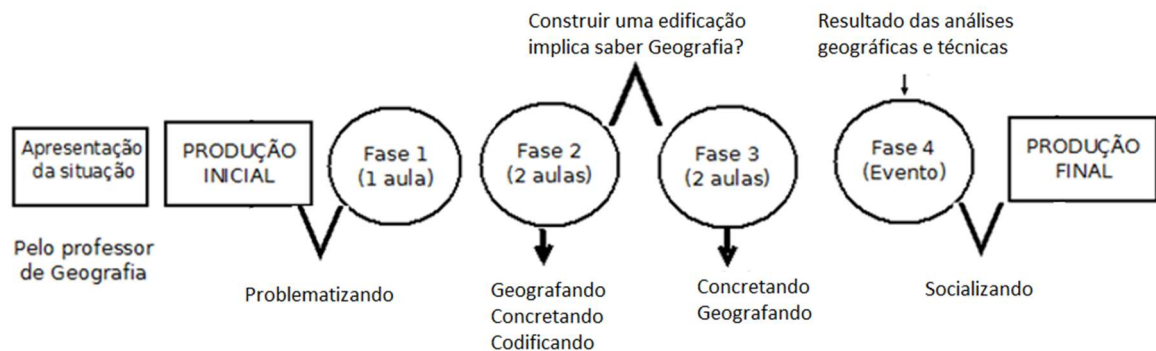 Construir uma edificação
implica saber Geografia?
Resultado das análises
geográficas e técnicas
Apresentação
da situação
PRODUÇÃO
INICIAL
Fase 1
(1 aula)
Fase 2
(2 aulas)
Fase 3
(2 aulas)
Fase 4
(Evento)
PRODUÇÃO
FINAL
Pelo professor
de Geografia
Problematizando
Geografando
Concretando
Codificando
Concretando
Geografando
Socializando